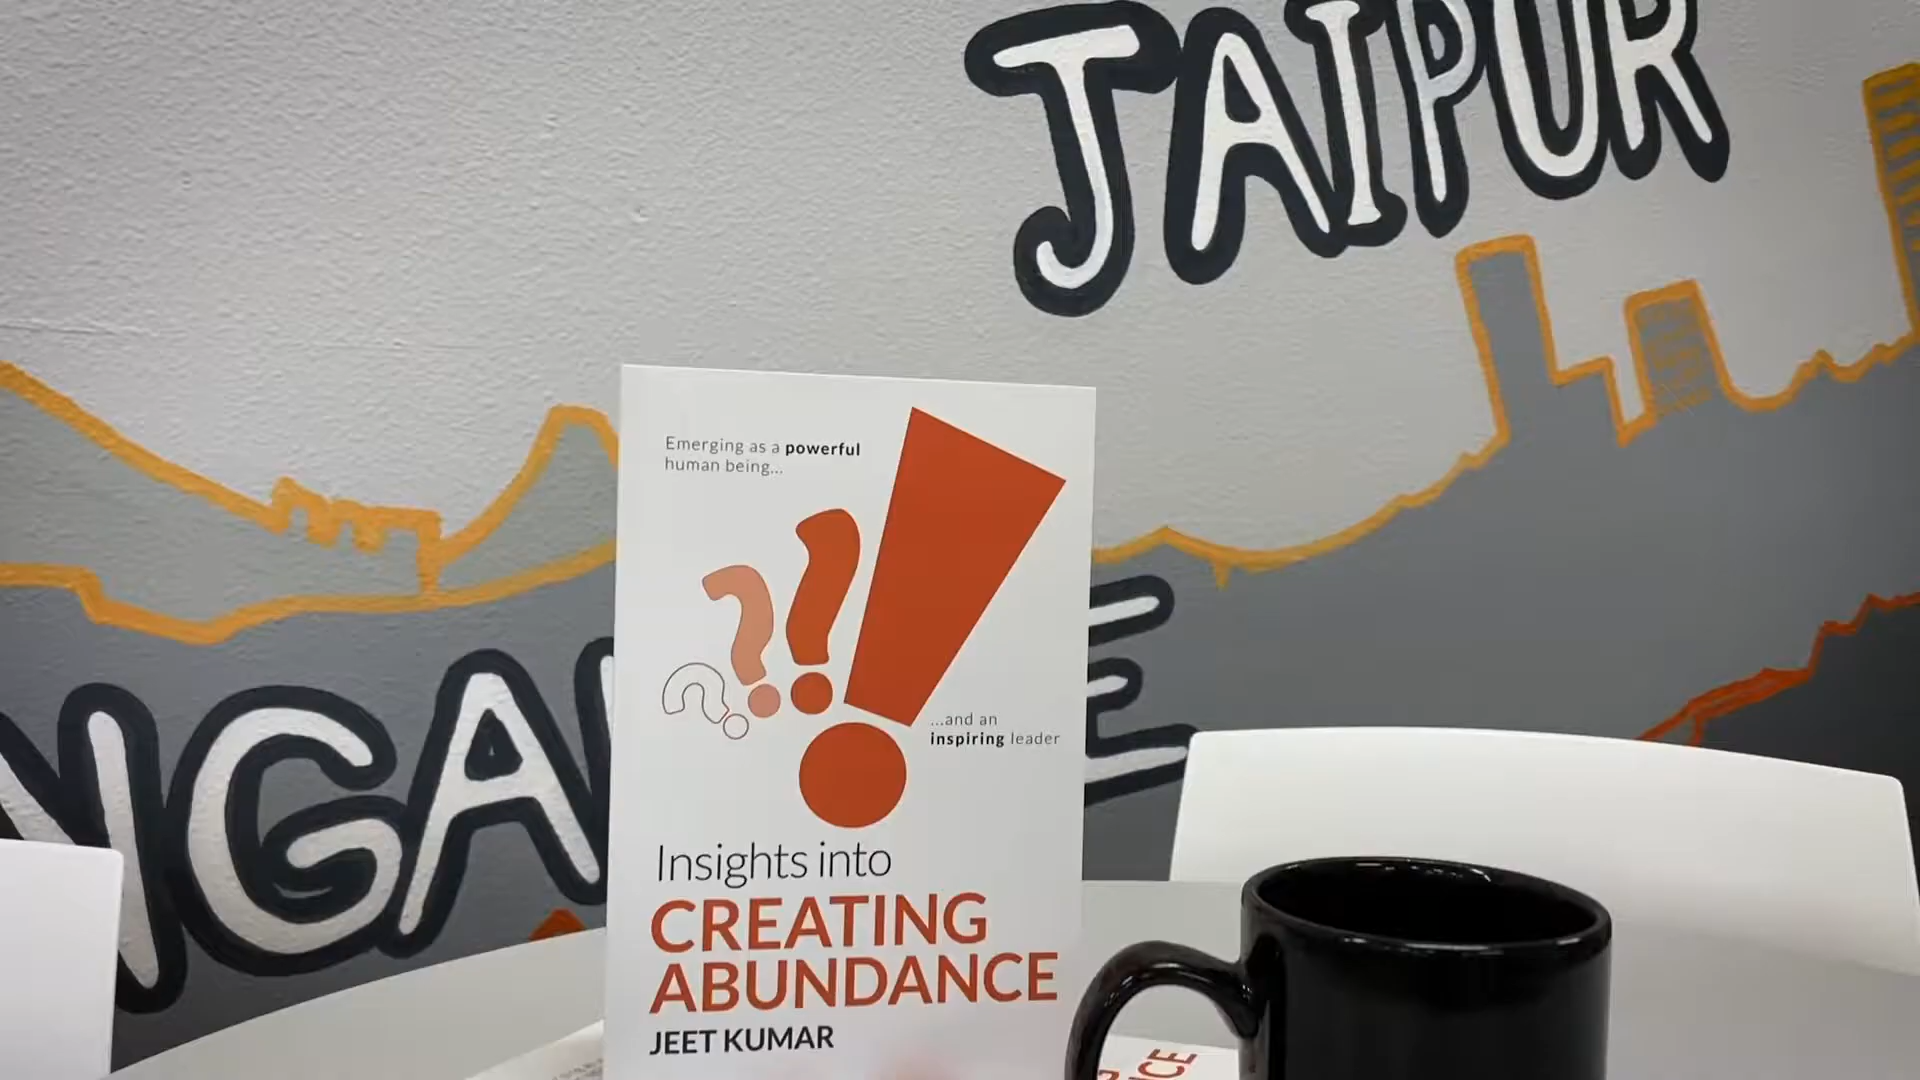 JAIPUR
Emerging as a powerful
human being...
...and an
inspiring leader
Insights into
CREATING
ABUNDANCE
JEET KUMAR